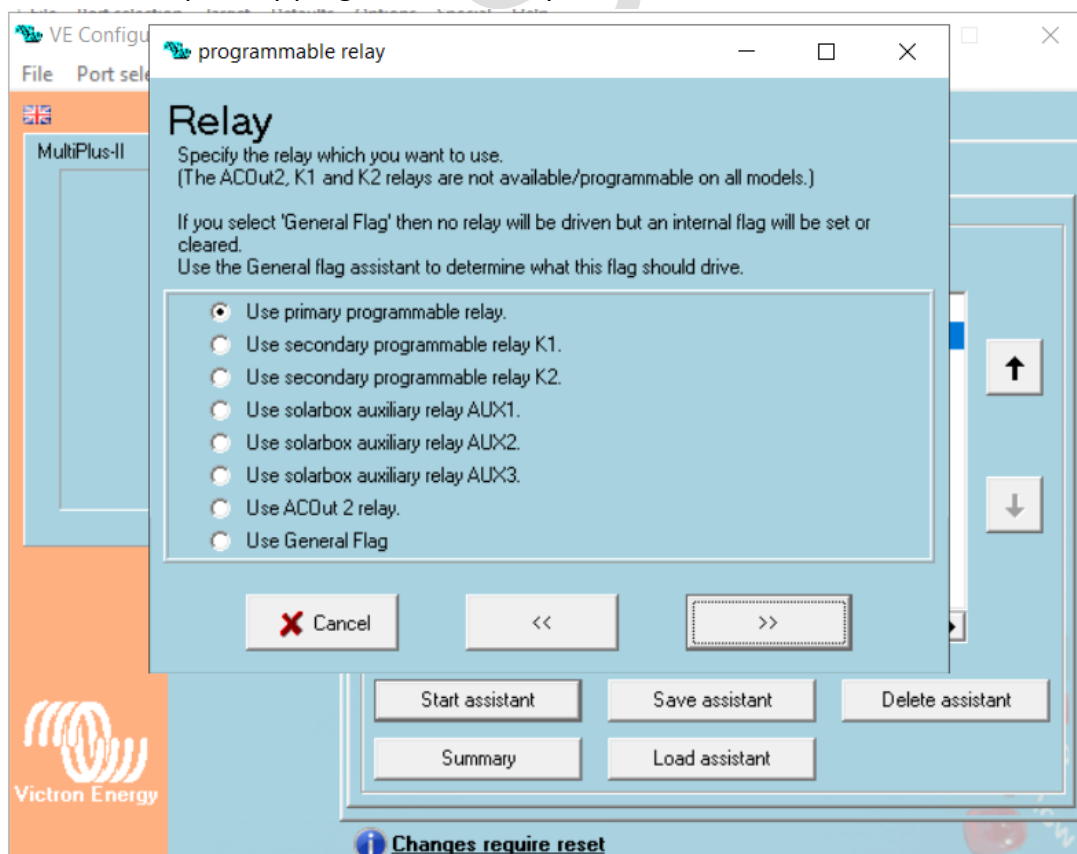 VE Configu
programmable relay
File Port sele
MultiPlus-II
Relay
Specify the relay which you want to use.
(The ACOut2, K1 and K2 relays are not available/programmable on all models.)
If you select 'General Flag' then no relay will be driven but an internal flag will be set or
cleared.
Use the General flag assistant to determine what this flag should drive.
Use primary programmable relay.
Use secondary programmable relay K1.
Use secondary programmable relay K2.
Use solarbox auxiliary relay AUX1.
Use solarbox auxiliary relay AUX2.
Use solarbox auxiliary relay AUX3.
Use ACOut 2 relay.
Use General Flag
Cancel << >>
Start assistant Save assistant Delete assistant
Summary Load assistant
Victron Energy
Changes require reset